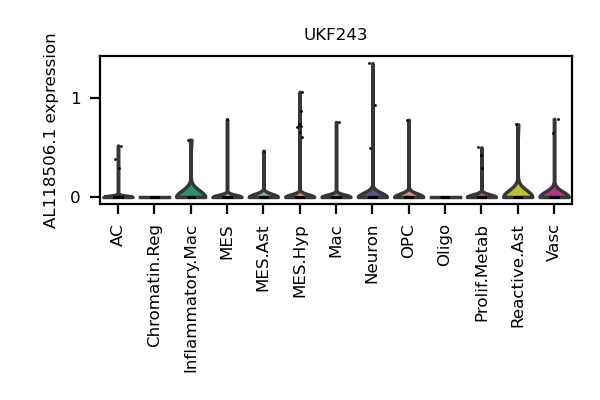 UKF243
AL118506.1 expression
1
0
AC
Chromatin.Reg
Inflammatory.Mac
MES
MES.Ast
MES.Hyp
Mac
Neuron
OPC
Oligo
Prolif.Metab
Reactive.Ast
Vasc